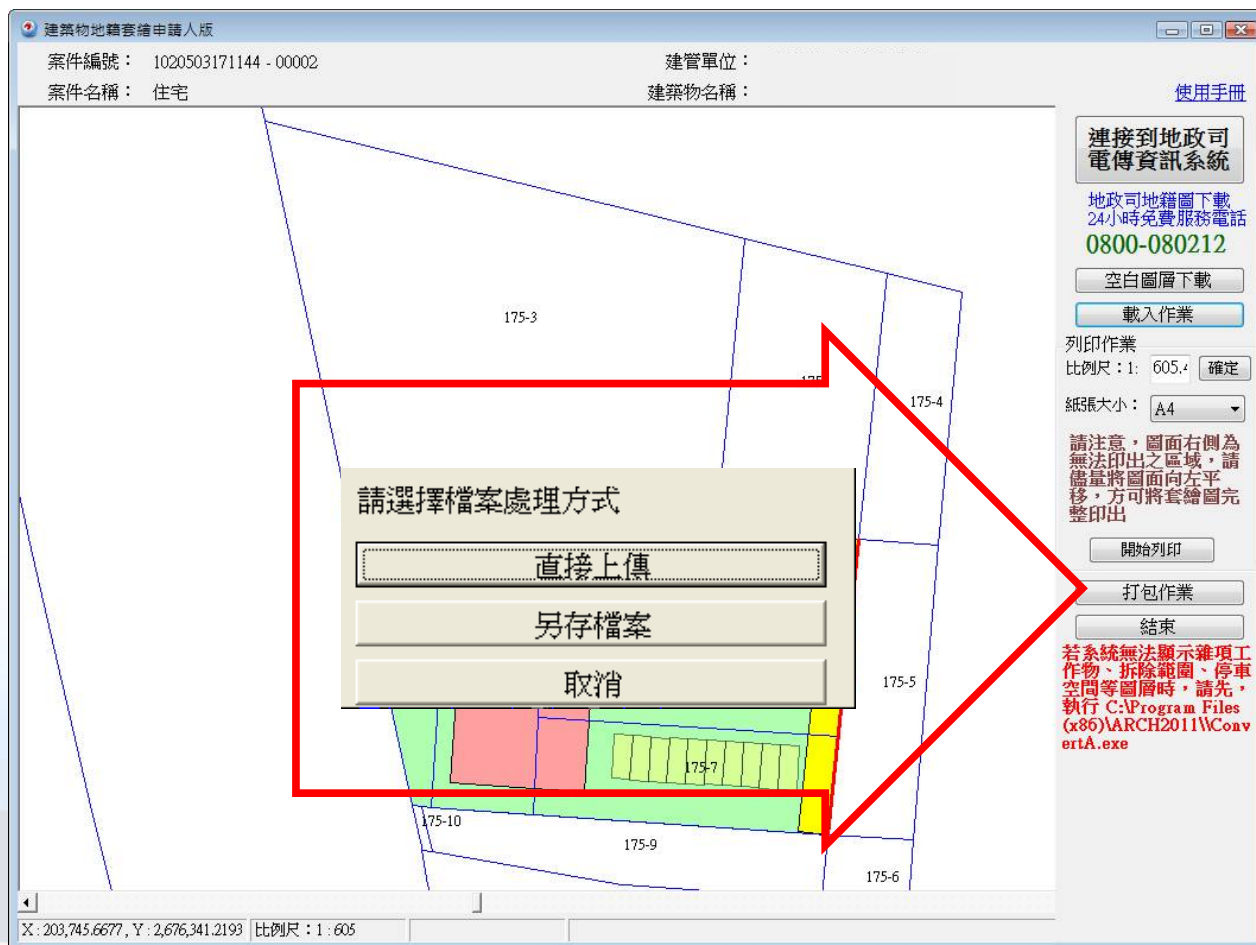 建築物地籍套繪申請人版
案件編號： 1020503171144 - 00002
建管單位：
案件名稱： 住宅
建築物名稱：
使用手冊
連接到地政司
電傳資訊系統
地政司地籍圖下載
24小時免費服務電話
0800-080212
空白圖層下載
載入作業
列印作業
比例尺：1: 605.4 確定
紙張大小： A4
請注意，圖面右側為
無法印出之區域，請
儘量將圖面向左平
移，方可將套繪圖完
整印出
開始列印
打包作業
結束
若系統無法顯示雜項工
作物、拆除範圍、停車
空間等圖層時，請先，
執行 C:\Program Files
(x86)\ARCH2011\\Conv
ertA.exe
175-3
175-4
請選擇檔案處理方式
直接上傳
另存檔案
取消
175-5
175-7
175-10
175-9
175-6
X : 203,745.6677 , Y : 2,676,341.2193 比例尺：1 : 605